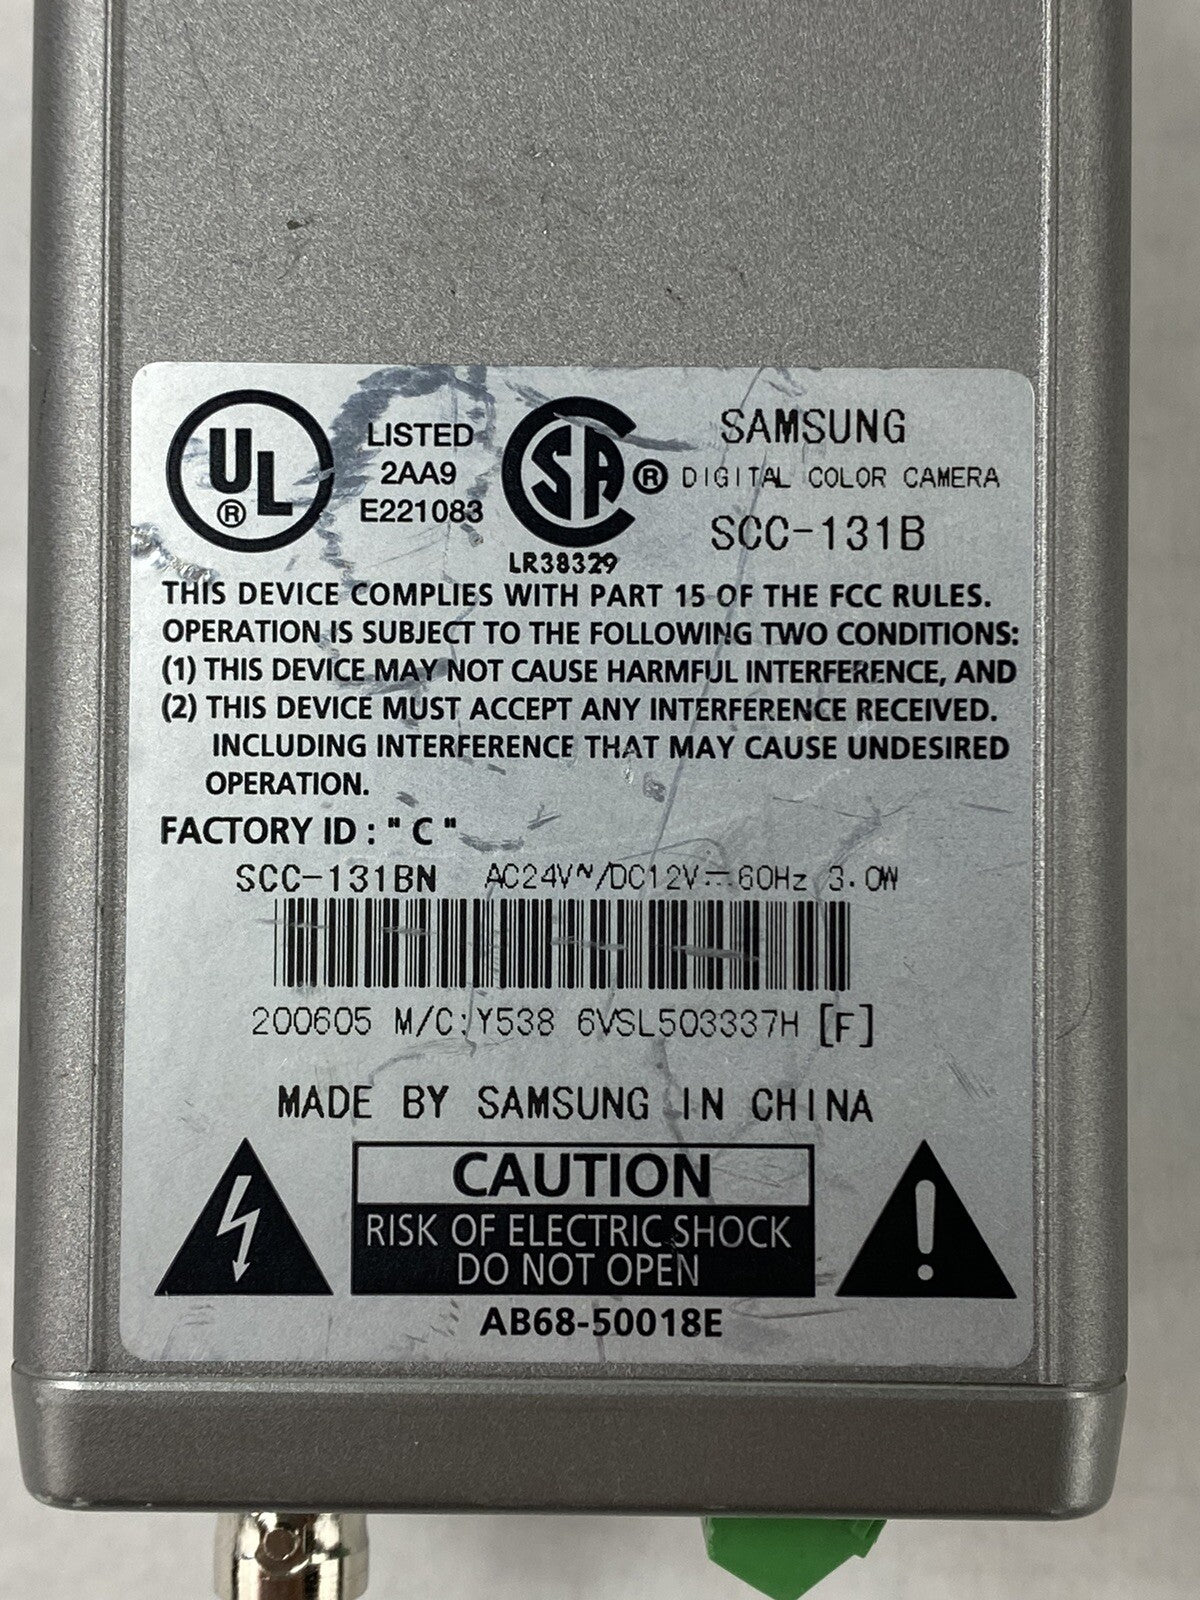 UL®
LISTED
2AA9
E221083
SA®
LR38329
SAMSUNG
DIGITAL COLOR CAMERA
SCC-131B
THIS DEVICE COMPLIES WITH PART 15 OF THE FCC RULES.
OPERATION IS SUBJECT TO THE FOLLOWING TWO CONDITIONS:
(1) THIS DEVICE MAY NOT CAUSE HARMFUL INTERFERENCE, AND
(2) THIS DEVICE MUST ACCEPT ANY INTERFERENCE RECEIVED.
INCLUDING INTERFERENCE THAT MAY CAUSE UNDESIRED
OPERATION.
FACTORY ID : " C "
SCC-131BN AC24V~/DC12V⎓60Hz 3.0W
200605 M/C:Y538 6VSL503337H [F]
MADE BY SAMSUNG IN CHINA
CAUTION
RISK OF ELECTRIC SHOCK
DO NOT OPEN
AB68-50018E